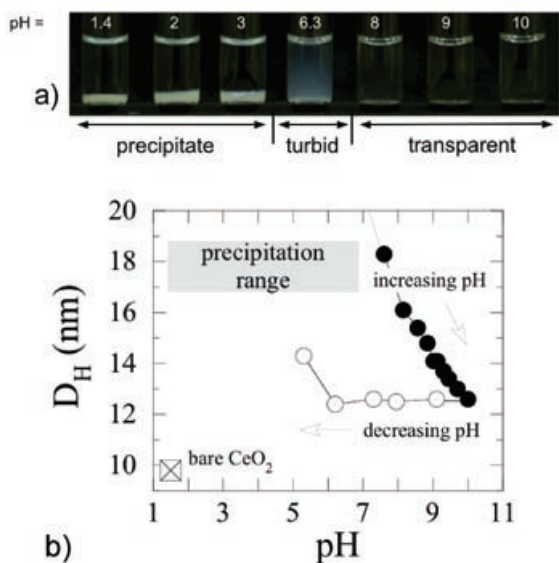 pH = 1.4 2 3 6.3 8 9 10
a)
precipitate turbid transparent
20
18
16
14
12
10
D_H (nm)
precipitation
range
increasing pH
decreasing pH
bare CeO₂
1 3 5 7 9 11
b) pH